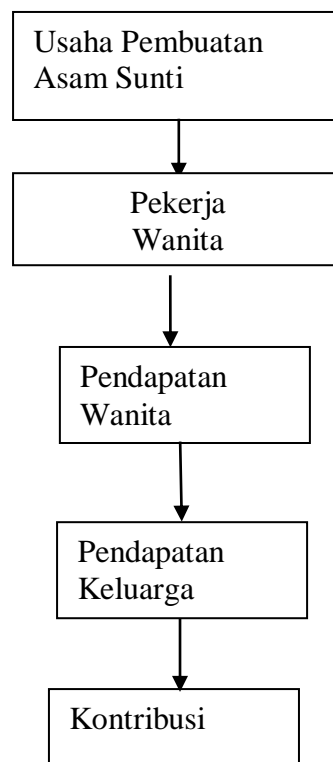 Usaha Pembuatan
Asam Sunti
Pekerja
Wanita
Pendapatan
Wanita
Pendapatan
Keluarga
Kontribusi